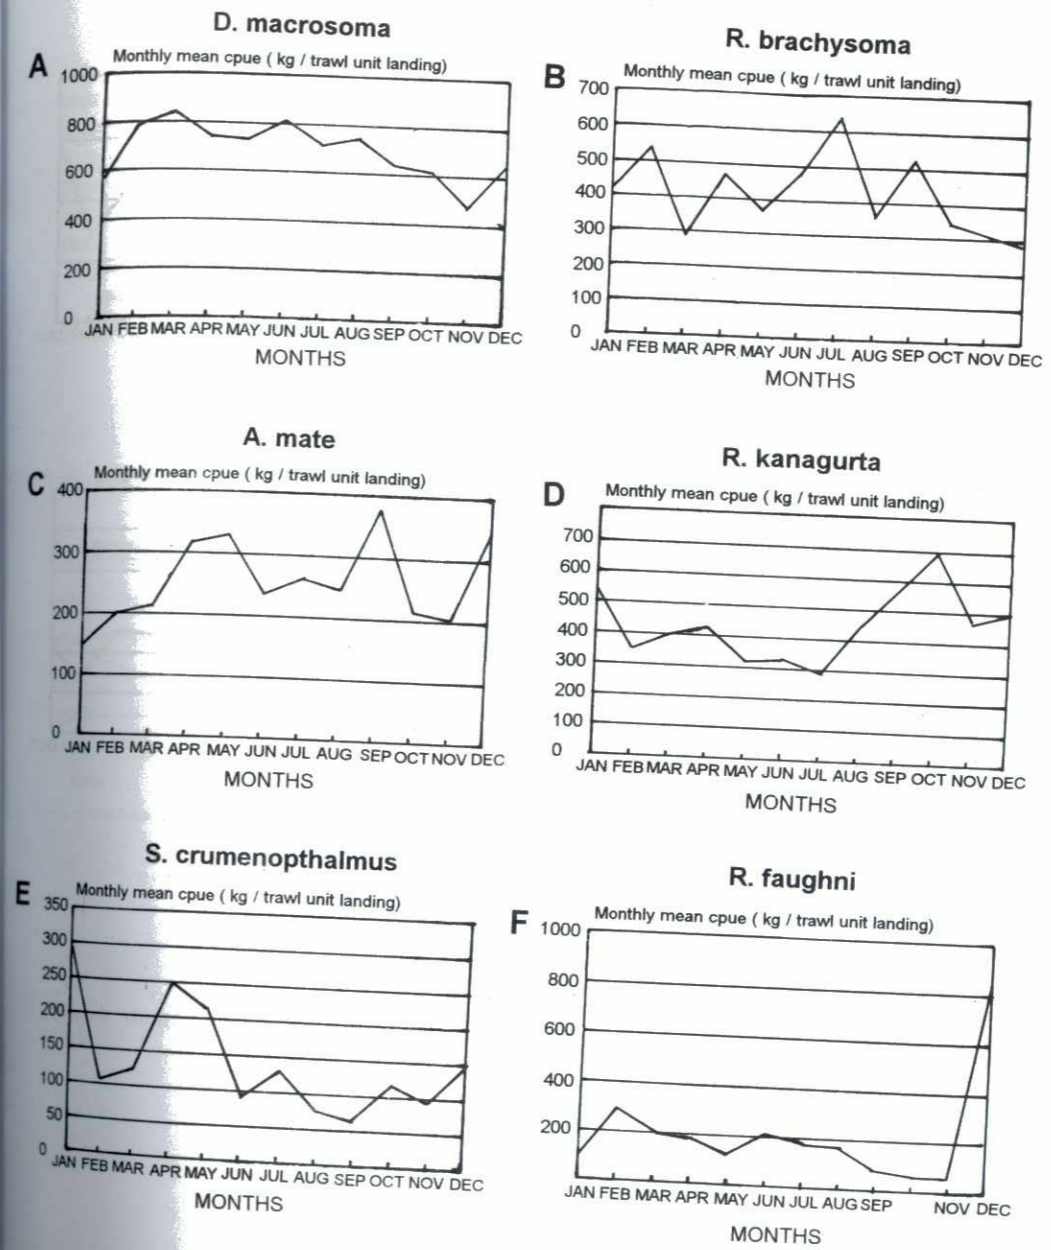 D. macrosoma
A
Monthly mean cpue ( kg / trawl unit landing)
1000
800
600
400
200
0
JAN FEB MAR APR MAY JUN JUL AUG SEP OCT NOV DEC
MONTHS
R. brachysoma
B
Monthly mean cpue ( kg / trawl unit landing)
700
600
500
400
300
200
100
0
JAN FEB MAR APR MAY JUN JUL AUG SEP OCT NOV DEC
MONTHS
A. mate
C
Monthly mean cpue ( kg / trawl unit landing)
400
300
200
100
0
JAN FEB MAR APR MAY JUN JUL AUG SEP OCT NOV DEC
MONTHS
R. kanagurta
D
Monthly mean cpue ( kg / trawl unit landing)
700
600
500
400
300
200
100
0
JAN FEB MAR APR MAY JUN JUL AUG SEP OCT NOV DEC
MONTHS
S. crumenopthalmus
E
Monthly mean cpue ( kg / trawl unit landing)
350
300
250
200
150
100
50
0
JAN FEB MAR APR MAY JUN JUL AUG SEP OCT NOV DEC
MONTHS
R. faughni
F
Monthly mean cpue ( kg / trawl unit landing)
1000
800
600
400
200
JAN FEB MAR APR MAY JUN JUL AUG SEP NOV DEC
MONTHS